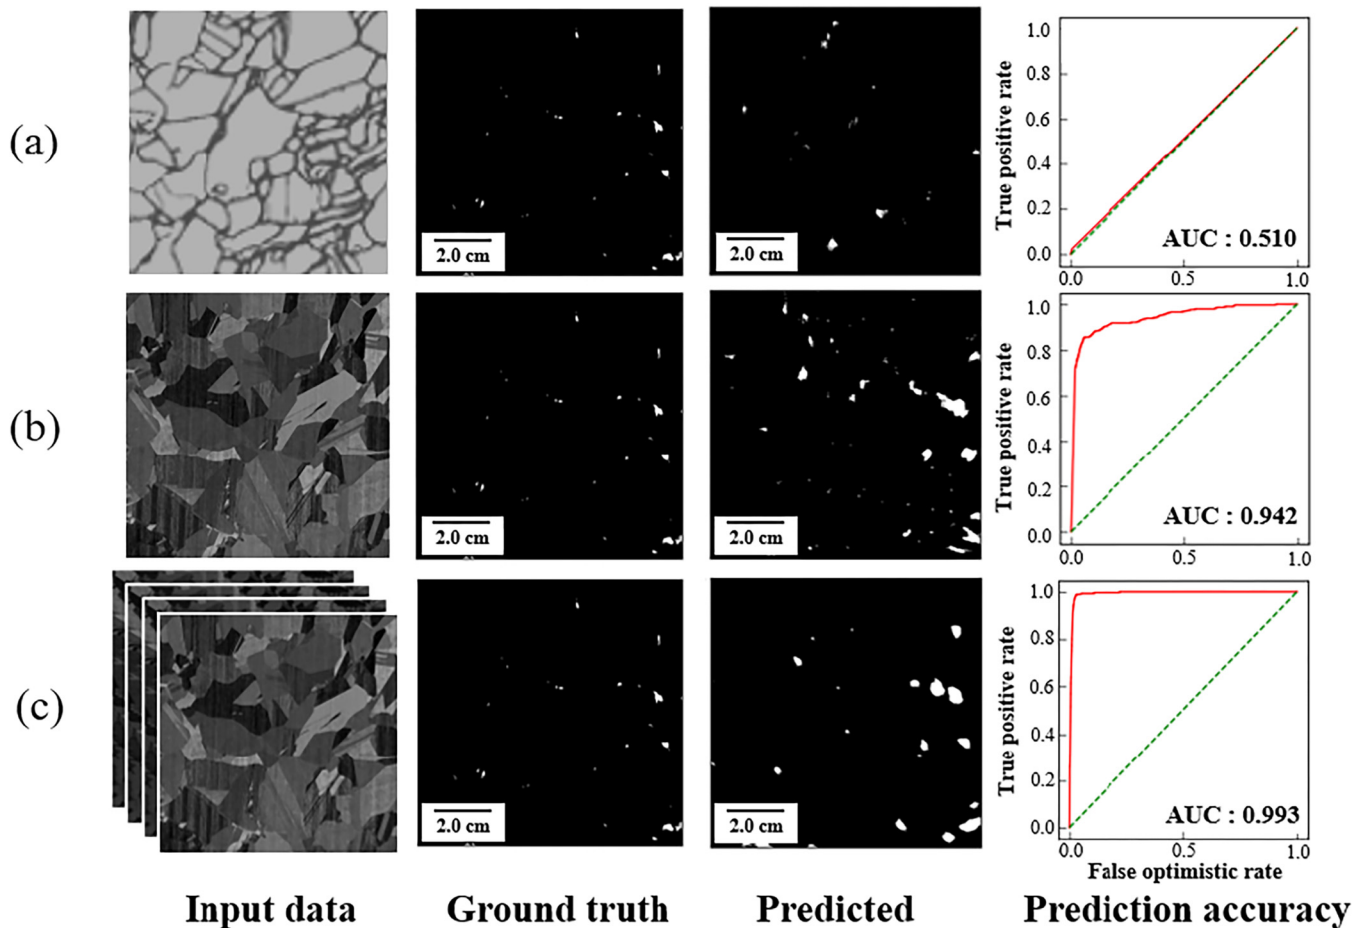 (a)
2.0 cm
2.0 cm
True positive rate
1.0
0.8
0.6
0.4
0.2
0.0
AUC : 0.510
0.0 0.5 1.0
(b)
2.0 cm
2.0 cm
True positive rate
1.0
0.8
0.6
0.4
0.2
0.0
AUC : 0.942
0.0 0.5 1.0
(c)
2.0 cm
2.0 cm
True positive rate
1.0
0.8
0.6
0.4
0.2
0.0
AUC : 0.993
0.0 0.5 1.0
False optimistic rate
Input data Ground truth Predicted Prediction accuracy